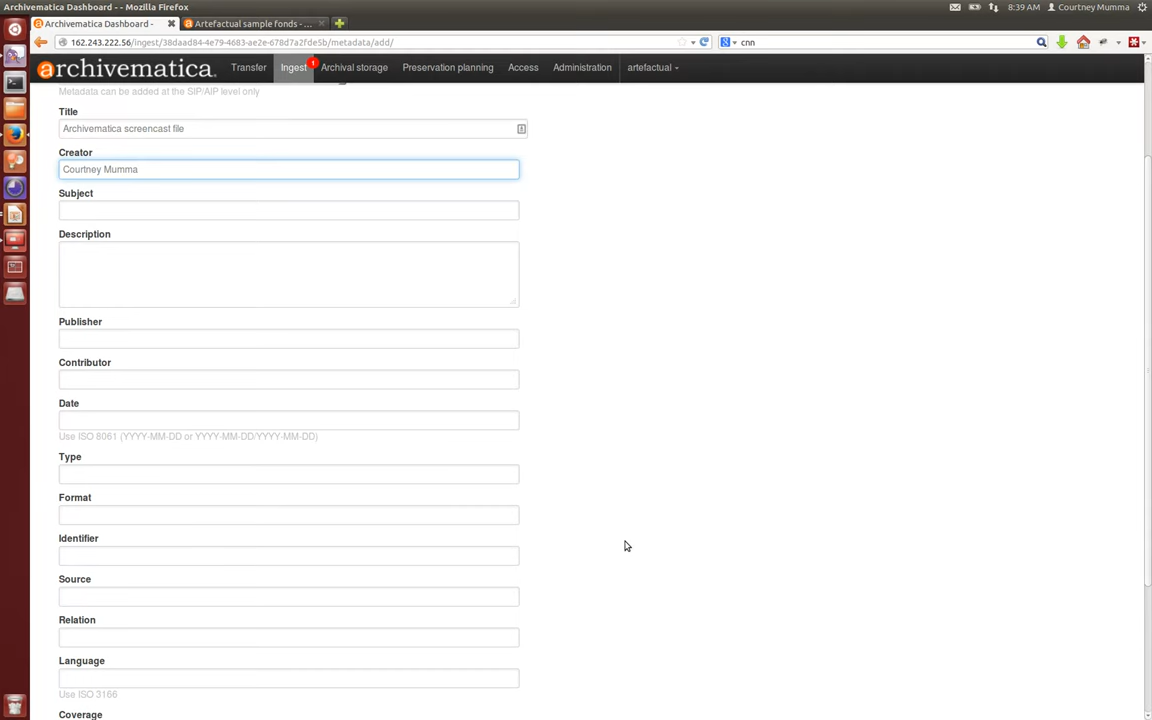 Archivematica Dashboard - - Mozilla Firefox
8:39 AM
Courtney Mumma
Archivematica Dashboard -
Artefactual sample fonds - ...
162.243.222.56/ingest/38daad84-4e79-4683-ae2e-678d7a2fde5b/metadata/add/
cnn
archivematica
Transfer
Ingest
1
Archival storage
Preservation planning
Access
Administration
artefactual
Metadata can be added at the SIP/AIP level only
Title
Archivematica screencast file
Creator
Courtney Mumma
Subject
Description
Publisher
Contributor
Date
Use ISO 8061 (YYYY-MM-DD or YYYY-MM-DD/YYYY-MM-DD)
Type
Format
Identifier
Source
Relation
Language
Use ISO 3166
Coverage